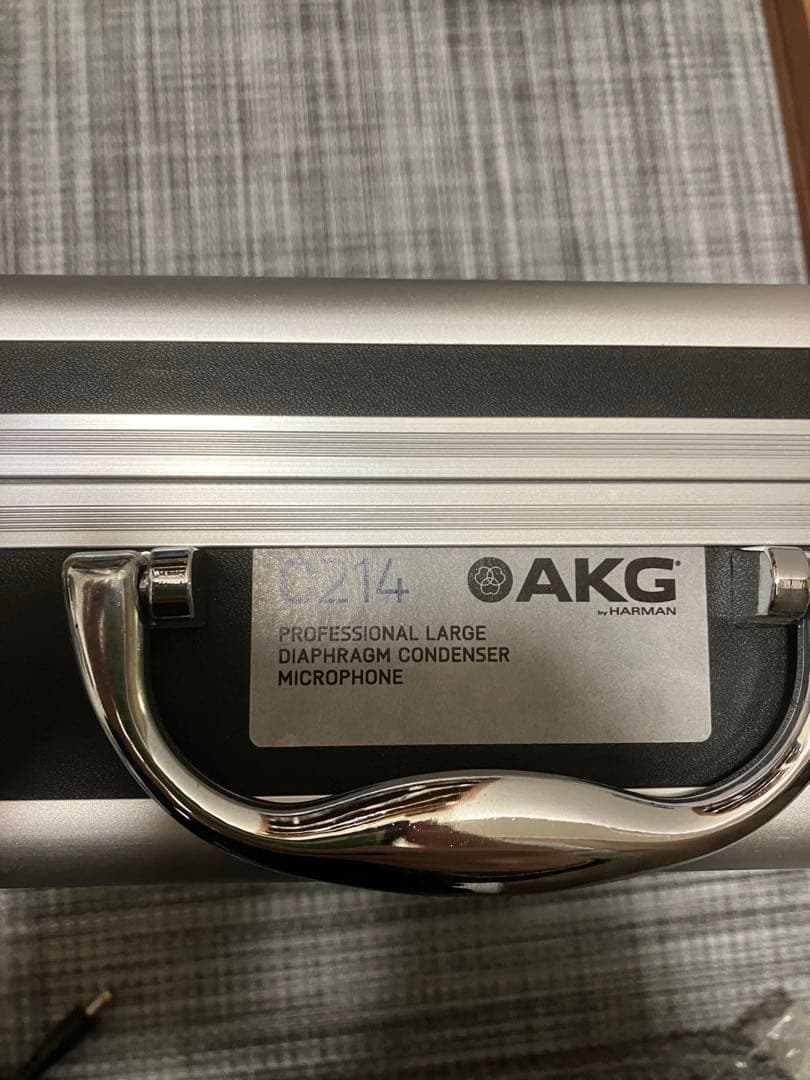 C214
AKG
by HARMAN
PROFESSIONAL LARGE
DIAPHRAGM CONDENSER
MICROPHONE